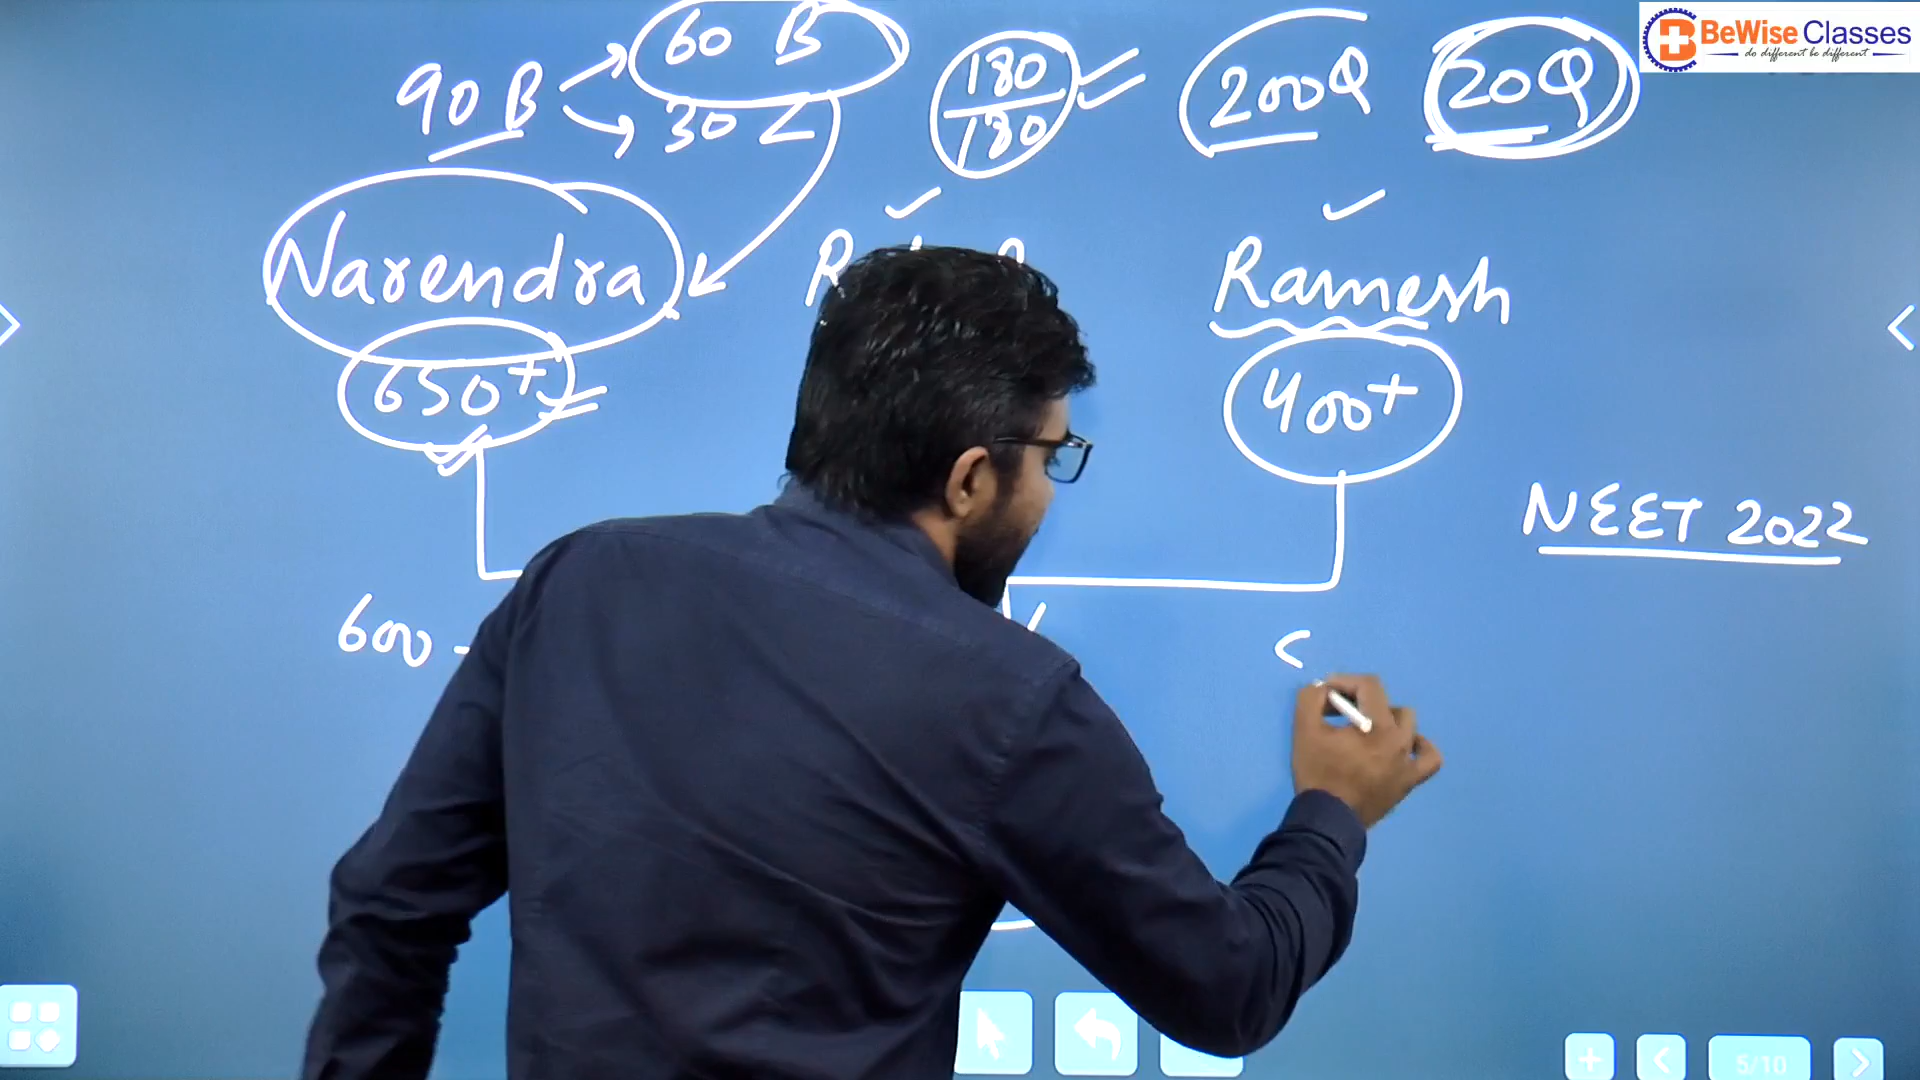 BeWise Classes
do different be different
90 B
60 B
30 L
180
180
200Q
20Q
Narendra
Ramesh
650+
400+
NEET 2022
600 -
5/10